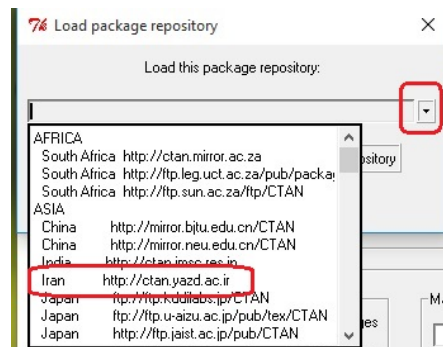 Load package repository
Load this package repository:
AFRICA
South Africa http://ctan.mirror.ac.za
South Africa http://ftp.leg.uct.ac.za/pub/packa
South Africa http://ftp.sun.ac.za/ftp/CTAN
ository
ASIA
China http://mirror.bjtu.edu.cn/CTAN
China http://mirror.neu.edu.cn/CTAN
India http://ctan.imsc.res.in
Iran http://ctan.yazd.ac.ir
Japan ftp://ftp.kddilabs.jp/CTAN
Japan ftp://ftp.u-aizu.ac.jp/pub/tex/CTAN
Japan http://ftp.jaist.ac.jp/pub/CTAN